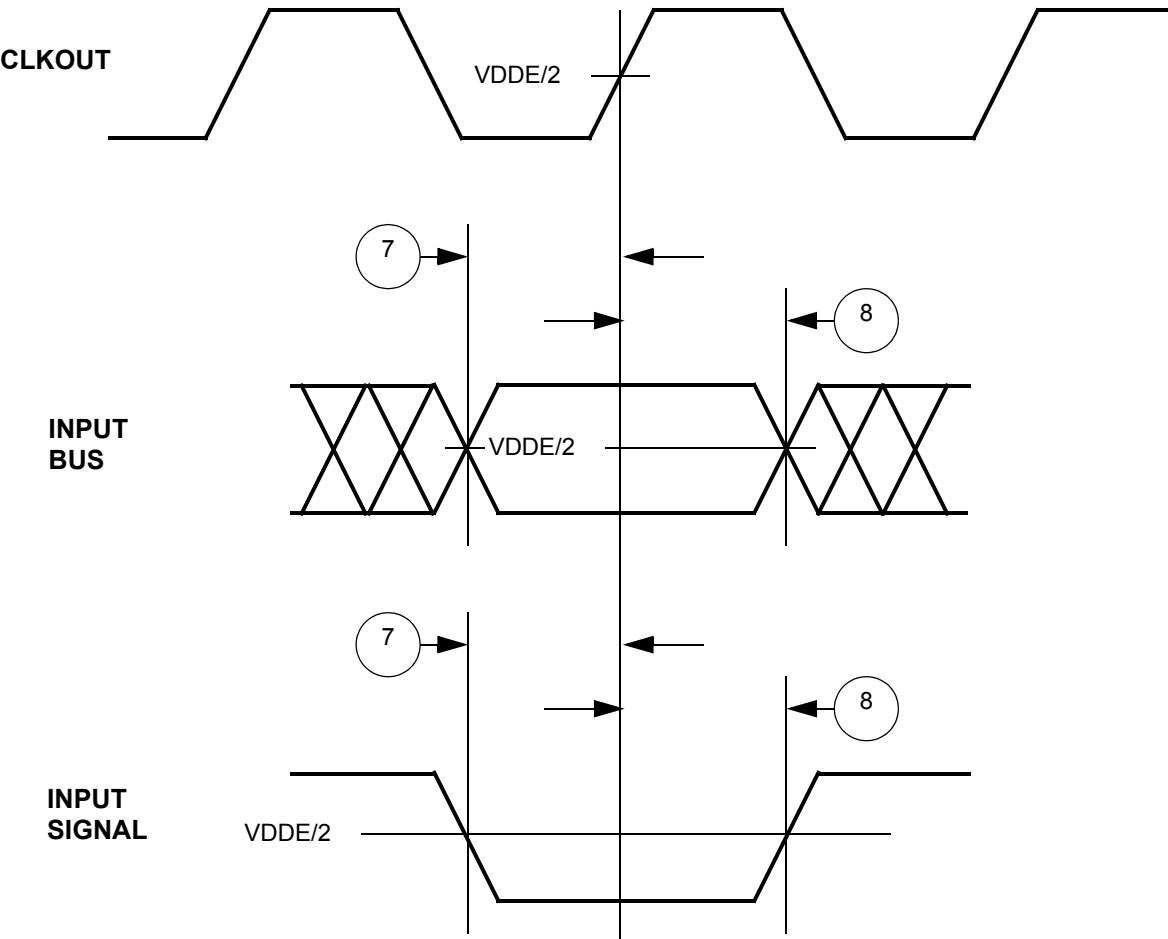 CLKOUT
VDDE/2
7
8
INPUT
BUS
VDDE/2
7
8
INPUT
SIGNAL
VDDE/2